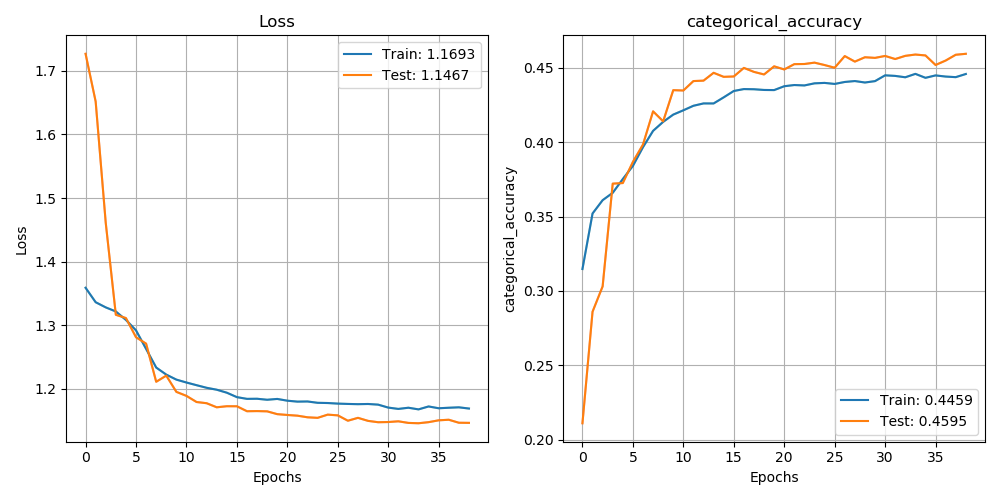 Loss
Train: 1.1693
Test: 1.1467
1.7
1.6
1.5
1.4
1.3
1.2
Loss
0 5 10 15 20 25 30 35
Epochs
categorical_accuracy
0.45
0.40
0.35
0.30
0.25
0.20
categorical_accuracy
Train: 0.4459
Test: 0.4595
0 5 10 15 20 25 30 35
Epochs